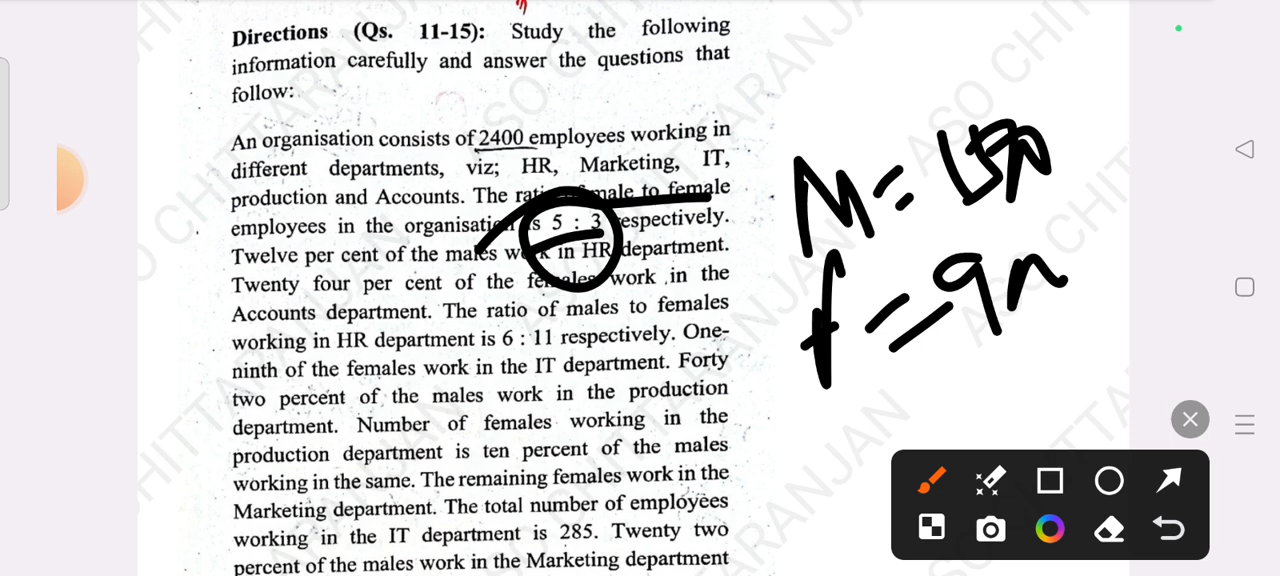 Directions (Qs. 11-15): Study the following
information carefully and answer the questions that
follow:
An organisation consists of 2400 employees working in
different departments, viz; HR, Marketing, IT,
production and Accounts. The male to female
employees in the 5 : 3 respectively.
Twelve per cent of the males in HR department.
Twenty four per cent of the females work in the
Accounts department. The ratio of males to females
working in HR department is 6 : 11 respectively. One-
ninth of the females work in the IT department. Forty
two percent of the males work in the production
department. Number of females working in the
production department is ten percent of the males
working in the same. The remaining females work in the
Marketing department. The total number of employees
working in the IT department is 285. Twenty two
percent of the males work in the Marketing department
M =
f = 9n
ASO CHITTARANJAN